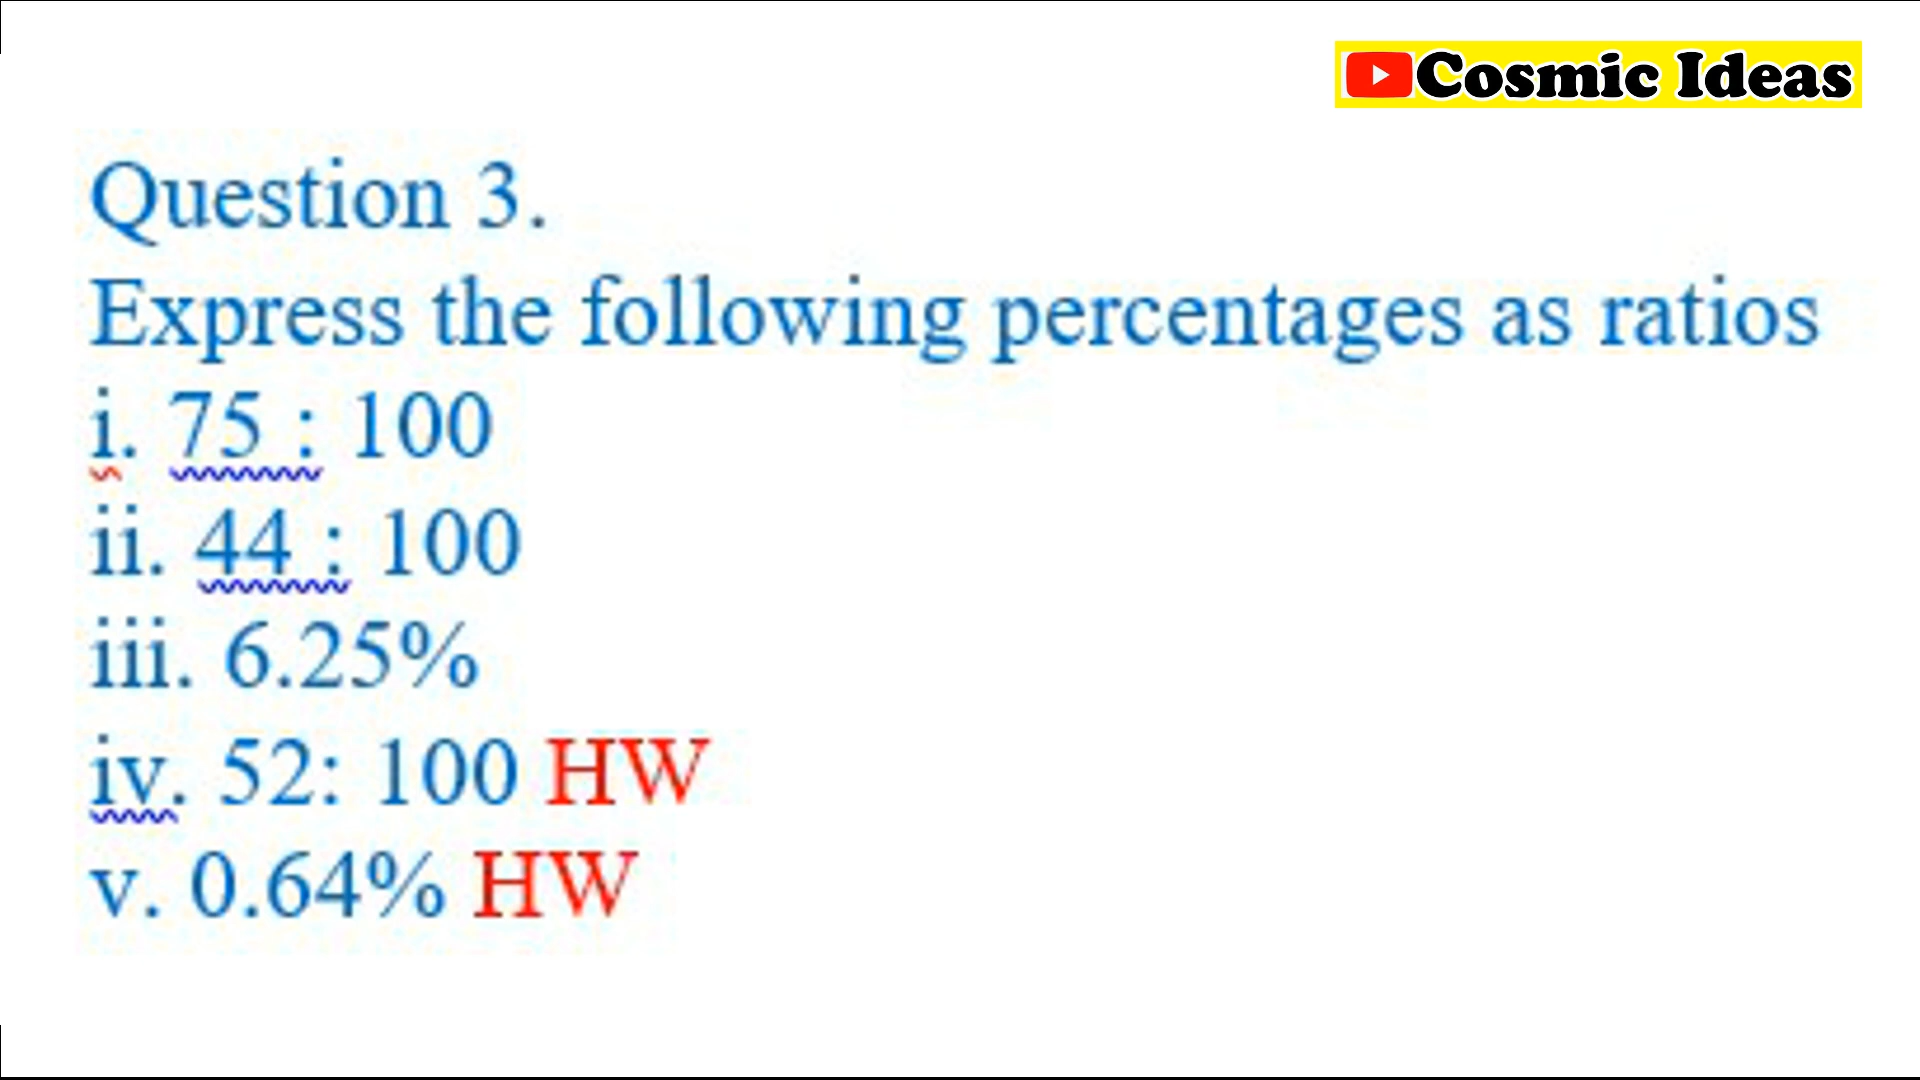 Cosmic Ideas
Question 3.
Express the following percentages as ratios
i. 75 : 100
ii. 44 : 100
iii. 6.25%
iv. 52: 100 HW
v. 0.64% HW